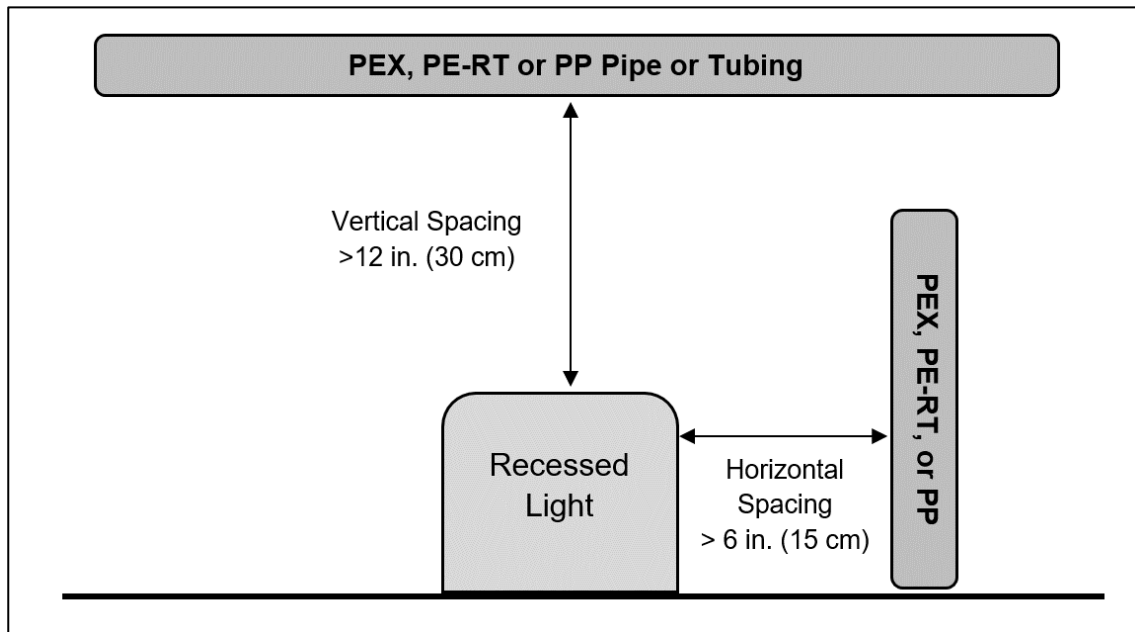 PEX, PE-RT or PP Pipe or Tubing
Vertical Spacing
>12 in. (30 cm)
PEX, PE-RT, or PP
Recessed
Light
Horizontal
Spacing
> 6 in. (15 cm)